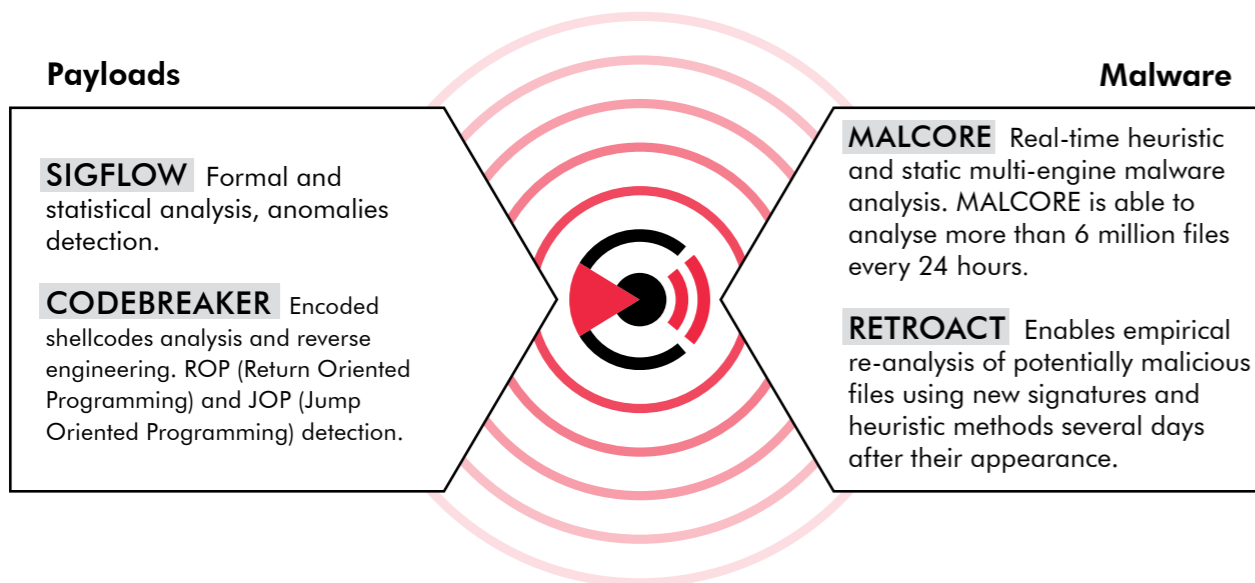 Payloads
SIGFLOW Formal and
statistical analysis, anomalies
detection.
CODEBREAKER Encoded
shellcodes analysis and reverse
engineering. ROP (Return Oriented
Programming) and JOP (Jump
Oriented Programming) detection.
Malware
MALCORE Real-time heuristic
and static multi-engine malware
analysis. MALCORE is able to
analyse more than 6 million files
every 24 hours.
RETROACT Enables empirical
re-analysis of potentially malicious
files using new signatures and
heuristic methods several days
after their appearance.